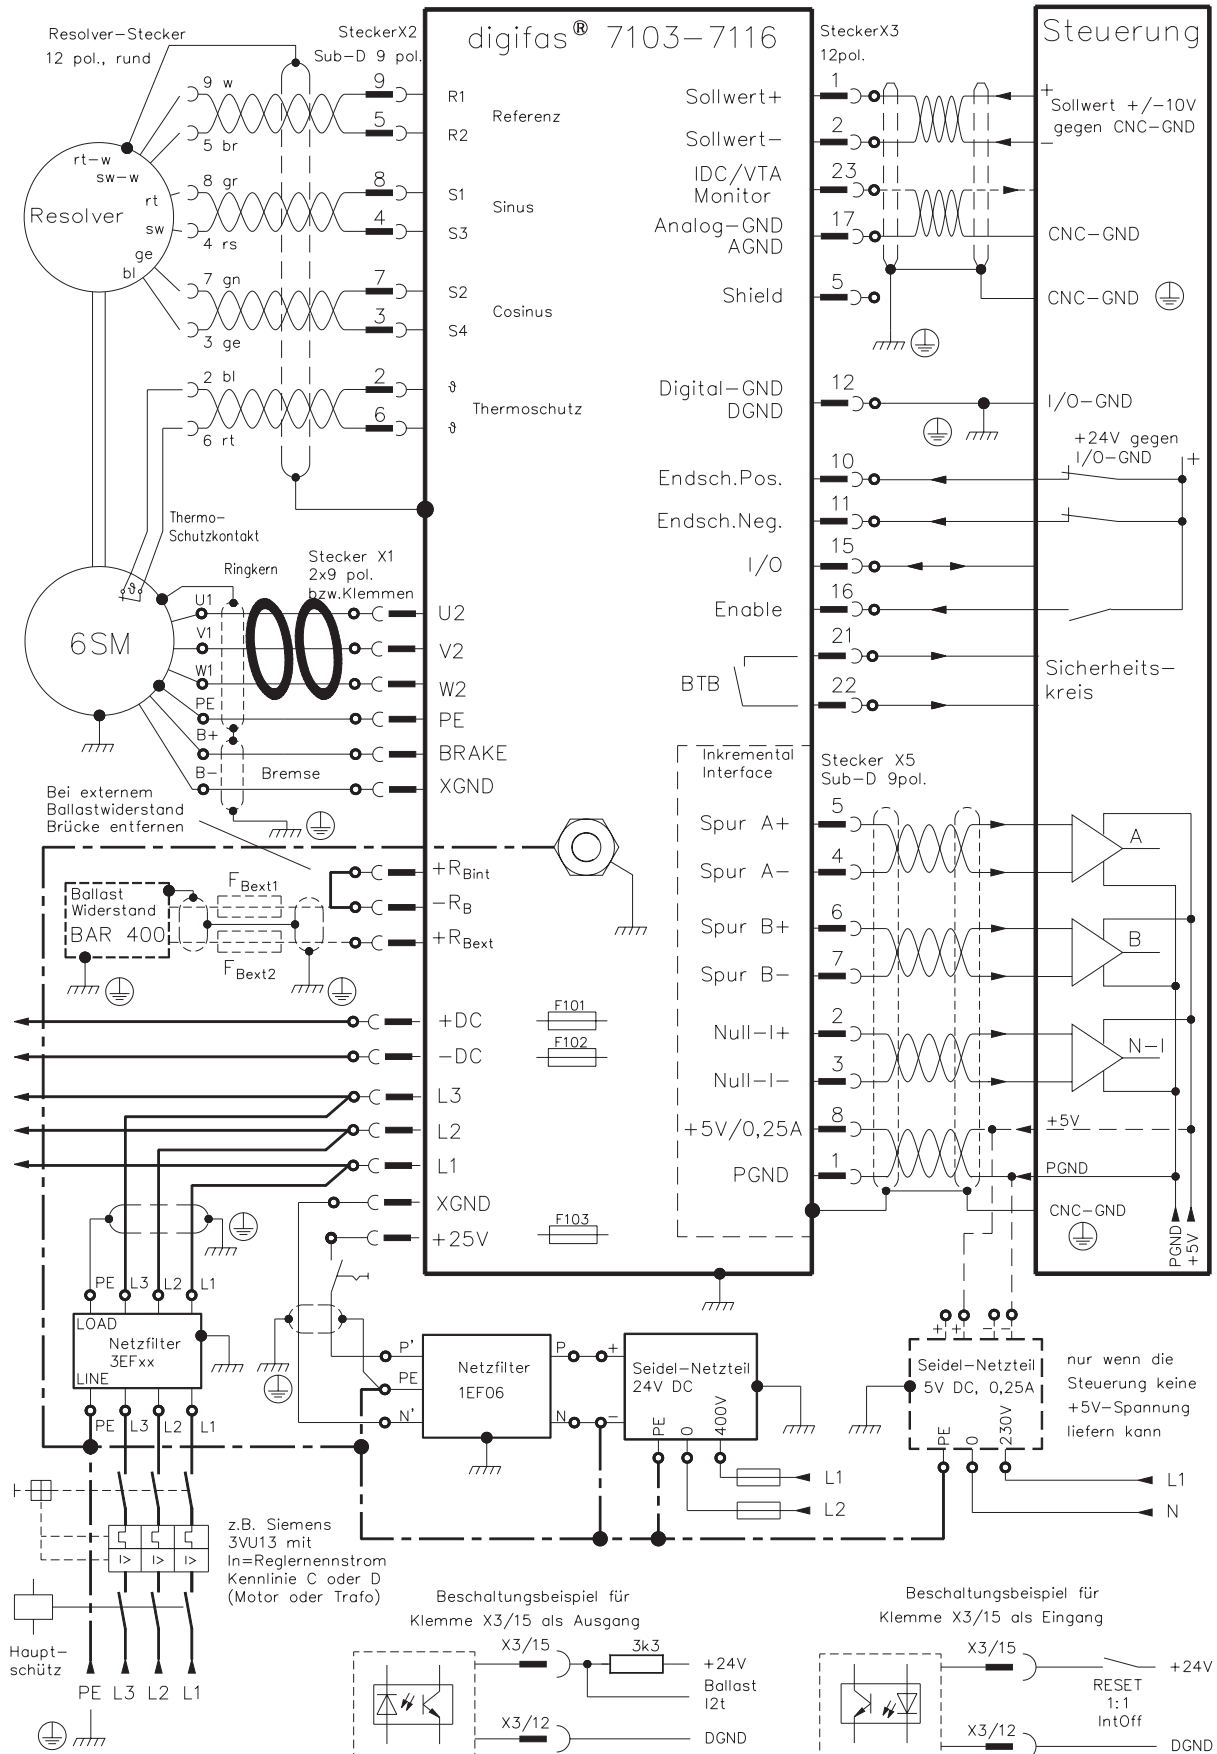 Resolver-Stecker
12 pol., rund
SteckerX2
Sub-D 9 pol.
digifas® 7103-7116
SteckerX3
12pol.
Steuerung
9 w
9
R1
Referenz
5 br
5
R2
rt-w
sw-w
rt
sw
ge
bl
Resolver
8 gr
8
S1
Sinus
4 rs
4
S3
7 gn
7
S2
Cosinus
3 ge
3
S4
2 bl
2
ϑ
Thermoschutz
6 rt
6
ϑ
Sollwert+
1
+
Sollwert +/-10V
gegen CNC-GND
Sollwert-
2
-
IDC/VTA
Monitor
23
Analog-GND
AGND
17
CNC-GND
Shield
5
CNC-GND
Digital-GND
DGND
12
I/O-GND
+24V gegen
I/O-GND
+
Endsch.Pos.
10
Endsch.Neg.
11
I/O
15
Enable
16
BTB
21
22
Sicherheits-
kreis
Thermo-
Schutzkontakt
Ringkern
Stecker X1
2x9 pol.
bzw.Klemmen
ϑ
6SM
U1
U2
V1
V2
W1
W2
PE
PE
B+
BRAKE
B-
Bremse
XGND
Bei externem
Ballastwiderstand
Brücke entfernen
Inkremental
Interface
Stecker X5
Sub-D 9pol.
Spur A+
5
A
Spur A-
4
Spur B+
6
B
Spur B-
7
Null-I+
2
N-I
Null-I-
3
+5V/0,25A
8
+5V
PGND
1
PGND
CNC-GND
PGND
+5V
Ballast
Widerstand
BAR 400
FBext1
FBext2
+RBint
-RB
+RBext
+DC
F101
-DC
F102
L3
L2
L1
XGND
+25V
F103
PE L3 L2 L1
LOAD
Netzfilter
3EFxx
LINE
PE L3 L2 L1
P'
PE
N'
Netzfilter
1EF06
P
N
+
-
Seidel-Netzteil
24V DC
PE
0
400V
L1
L2
+ + - -
Seidel-Netzteil
5V DC, 0,25A
PE
0
230V
L1
N
nur wenn die
Steuerung keine
+5V-Spannung
liefern kann
I> I> I>
z.B. Siemens
3VU13 mit
In=Reglernennstrom
Kennlinie C oder D
(Motor oder Trafo)
Haupt-
schütz
PE L3 L2 L1
Beschaltungsbeispiel für
Klemme X3/15 als Ausgang
X3/15
3k3
+24V
Ballast
I2t
X3/12
DGND
Beschaltungsbeispiel für
Klemme X3/15 als Eingang
X3/15
+24V
RESET
1:1
IntOff
X3/12
DGND